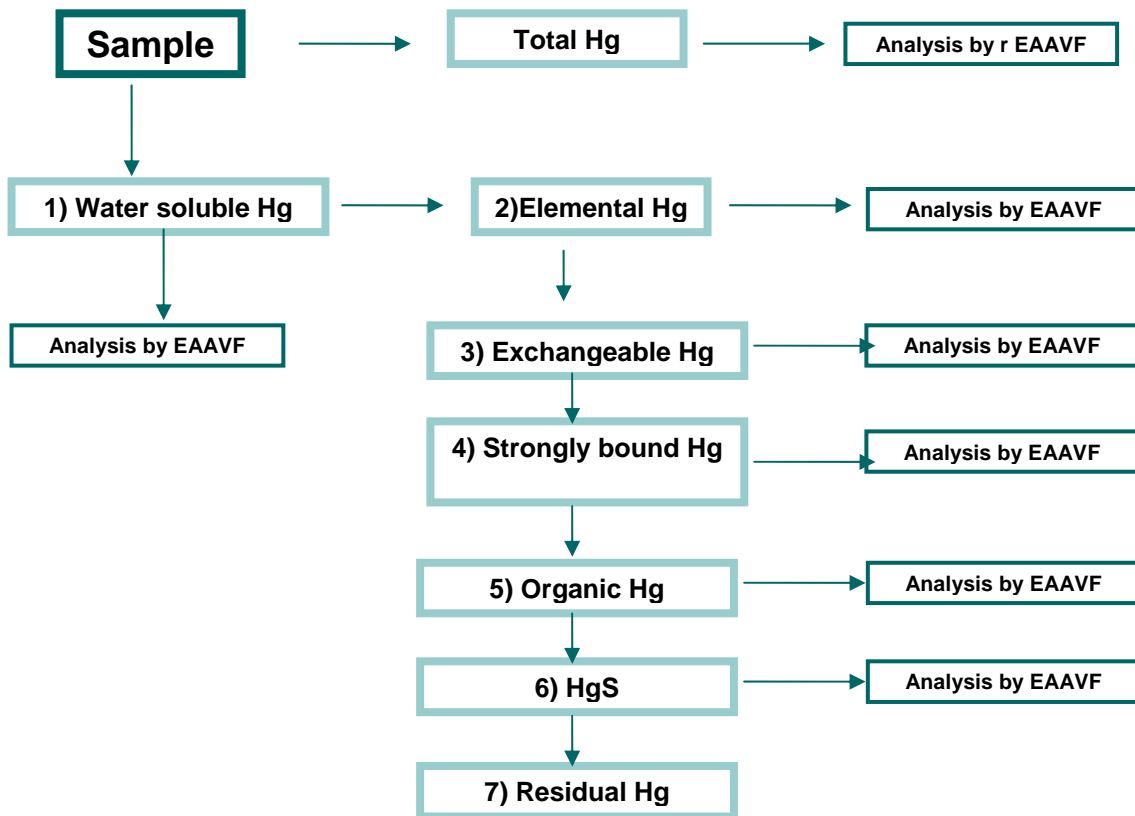 Sample
Total Hg
Analysis by r EAAVF
1) Water soluble Hg
2)Elemental Hg
Analysis by EAAVF
Analysis by EAAVF
3) Exchangeable Hg
Analysis by EAAVF
4) Strongly bound Hg
Analysis by EAAVF
5) Organic Hg
Analysis by EAAVF
6) HgS
Analysis by EAAVF
7) Residual Hg